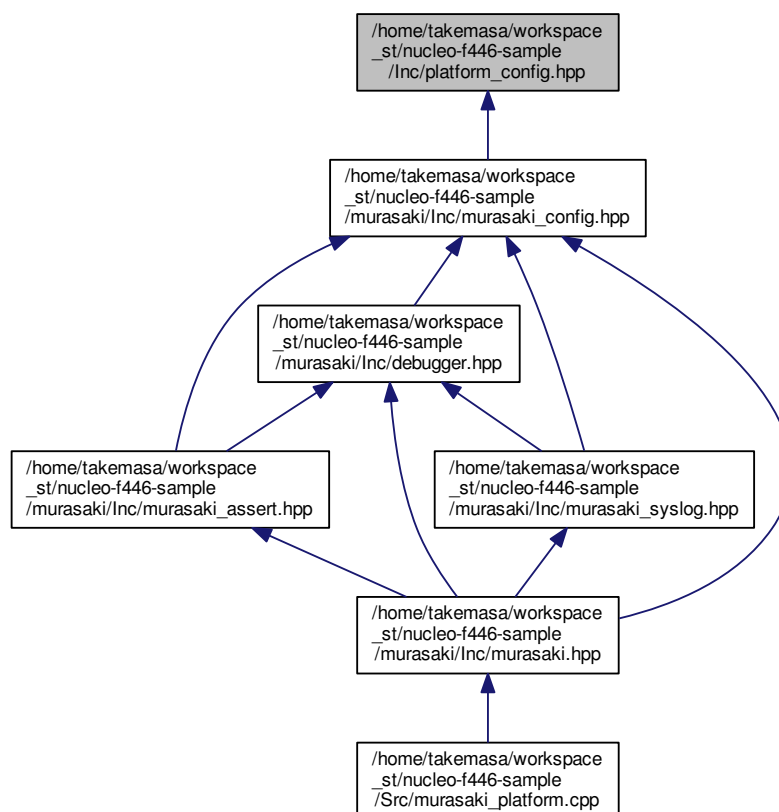 /home/takemasa/workspace
_st/nucleo-f446-sample
/Inc/platform_config.hpp
/home/takemasa/workspace
_st/nucleo-f446-sample
/murasaki/Inc/murasaki_config.hpp
/home/takemasa/workspace
_st/nucleo-f446-sample
/murasaki/Inc/debugger.hpp
/home/takemasa/workspace
_st/nucleo-f446-sample
/murasaki/Inc/murasaki_assert.hpp
/home/takemasa/workspace
_st/nucleo-f446-sample
/murasaki/Inc/murasaki_syslog.hpp
/home/takemasa/workspace
_st/nucleo-f446-sample
/murasaki/Inc/murasaki.hpp
/home/takemasa/workspace
_st/nucleo-f446-sample
/Src/murasaki_platform.cpp